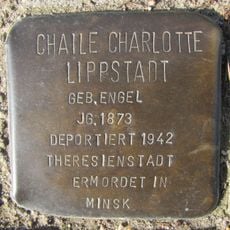 CHAILE CHARLOTTE
LIPPSTADT
GEB. ENGEL
JG. 1873
DEPORTIERT 1942
THERESIENSTADT
ERMORDET IN
MINSK